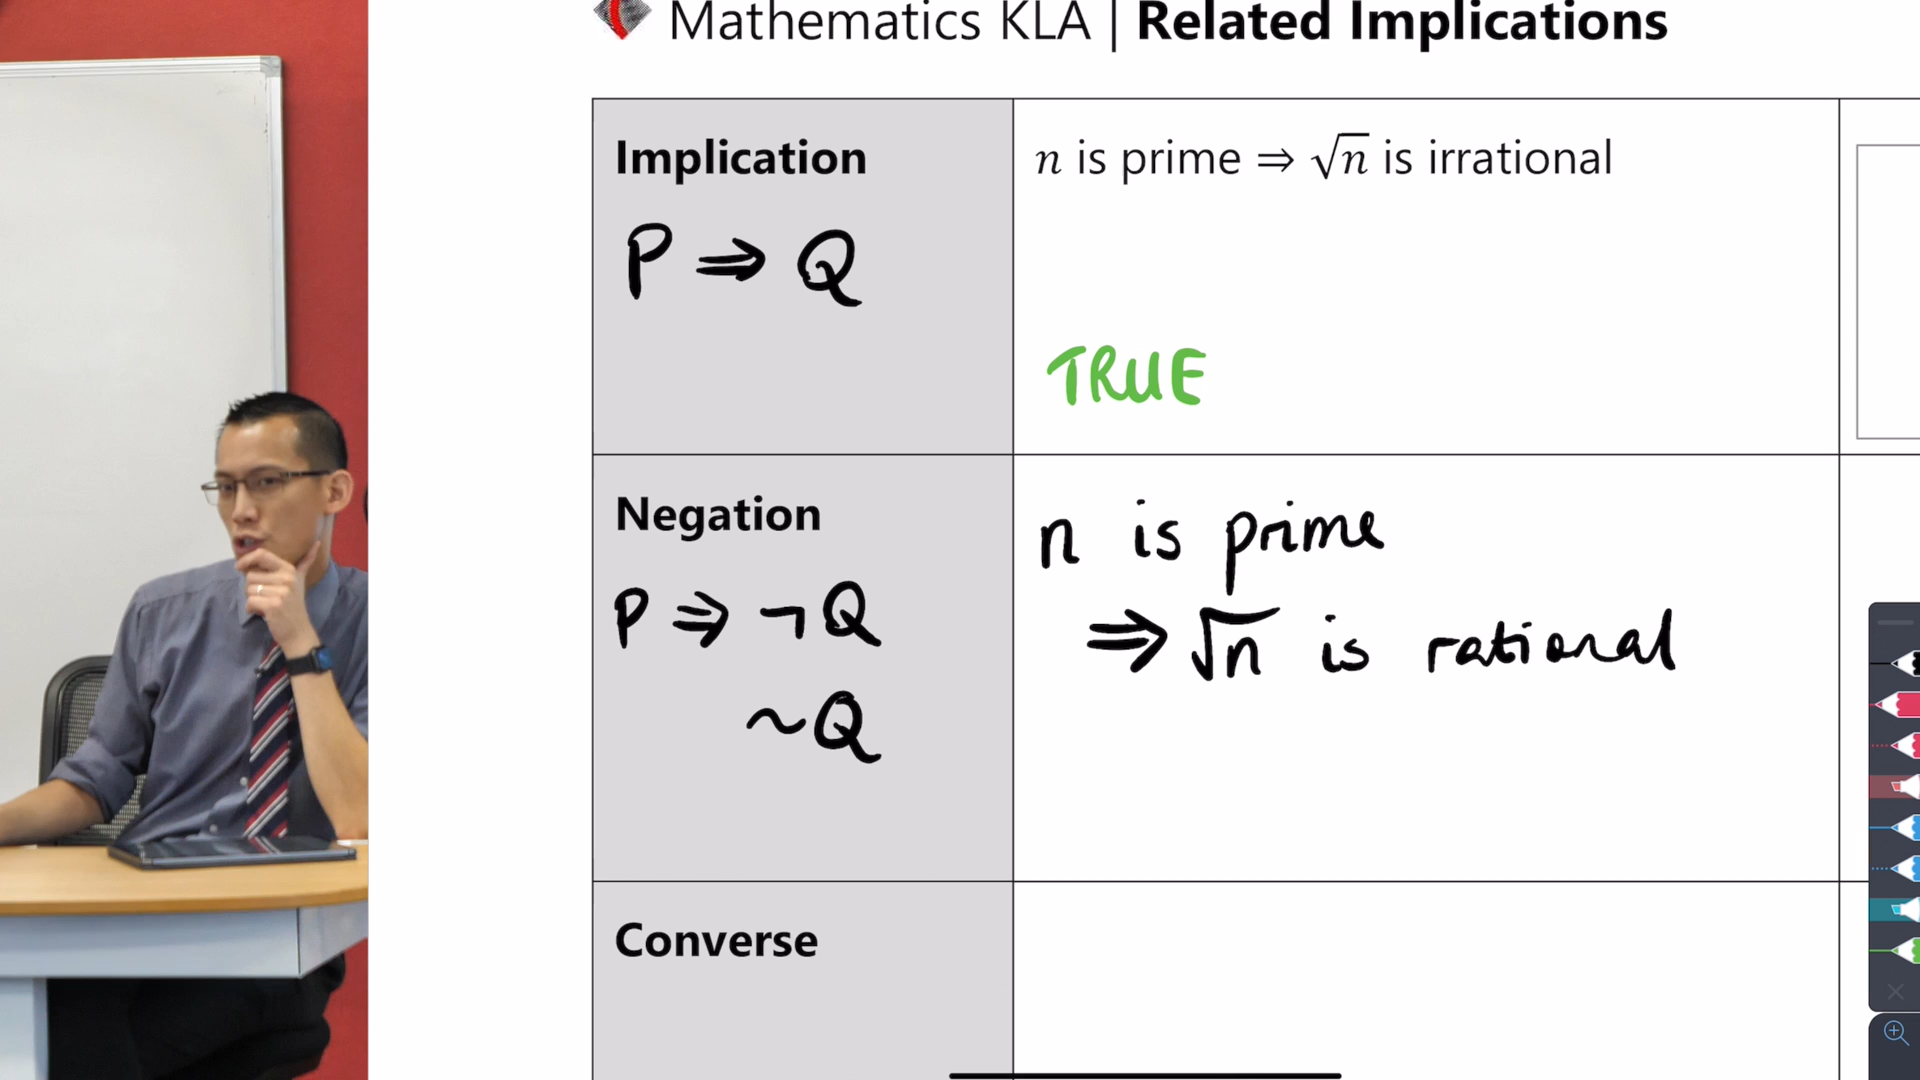 Mathematics KLA | Related Implications
Implication
n is prime ⇒ √n is irrational
P ⇒ Q
TRUE
Negation
n is prime
P ⇒ ¬Q
⇒ √n is rational
~Q
Converse